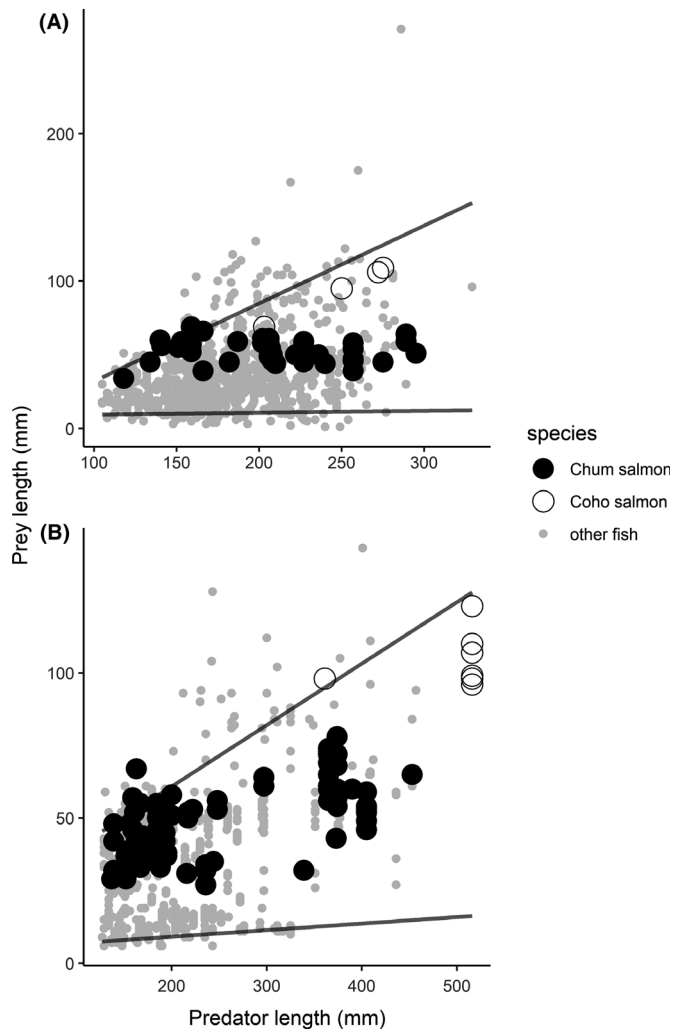 (A)
200
100
0
100 150 200 250 300
Prey length (mm)
species
Chum salmon
Coho salmon
other fish
(B)
100
50
0
200 300 400 500
Predator length (mm)